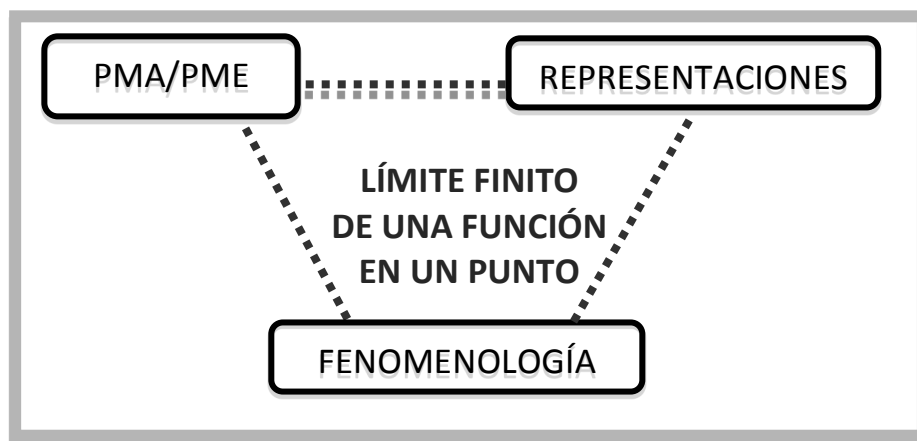 PMA/PME
REPRESENTACIONES
LÍMITE FINITO
DE UNA FUNCIÓN
EN UN PUNTO
FENOMENOLOGÍA